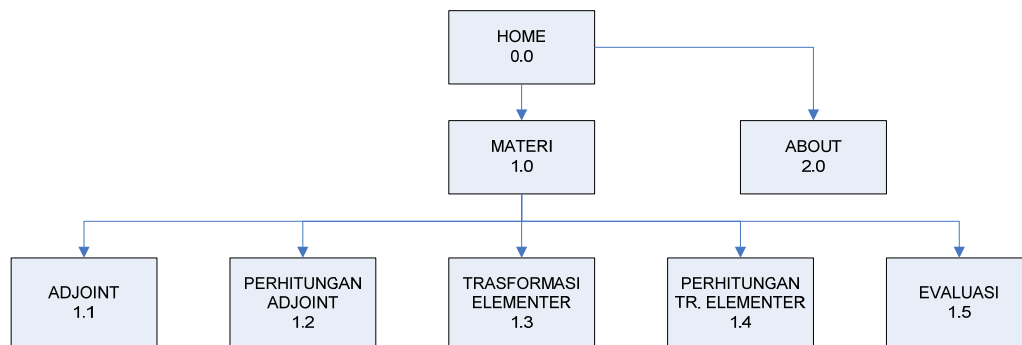 HOME
0.0
MATERI
1.0
ABOUT
2.0
ADJOINT
1.1
PERHITUNGAN
ADJOINT
1.2
TRASFORMASI
ELEMENTER
1.3
PERHITUNGAN
TR. ELEMENTER
1.4
EVALUASI
1.5